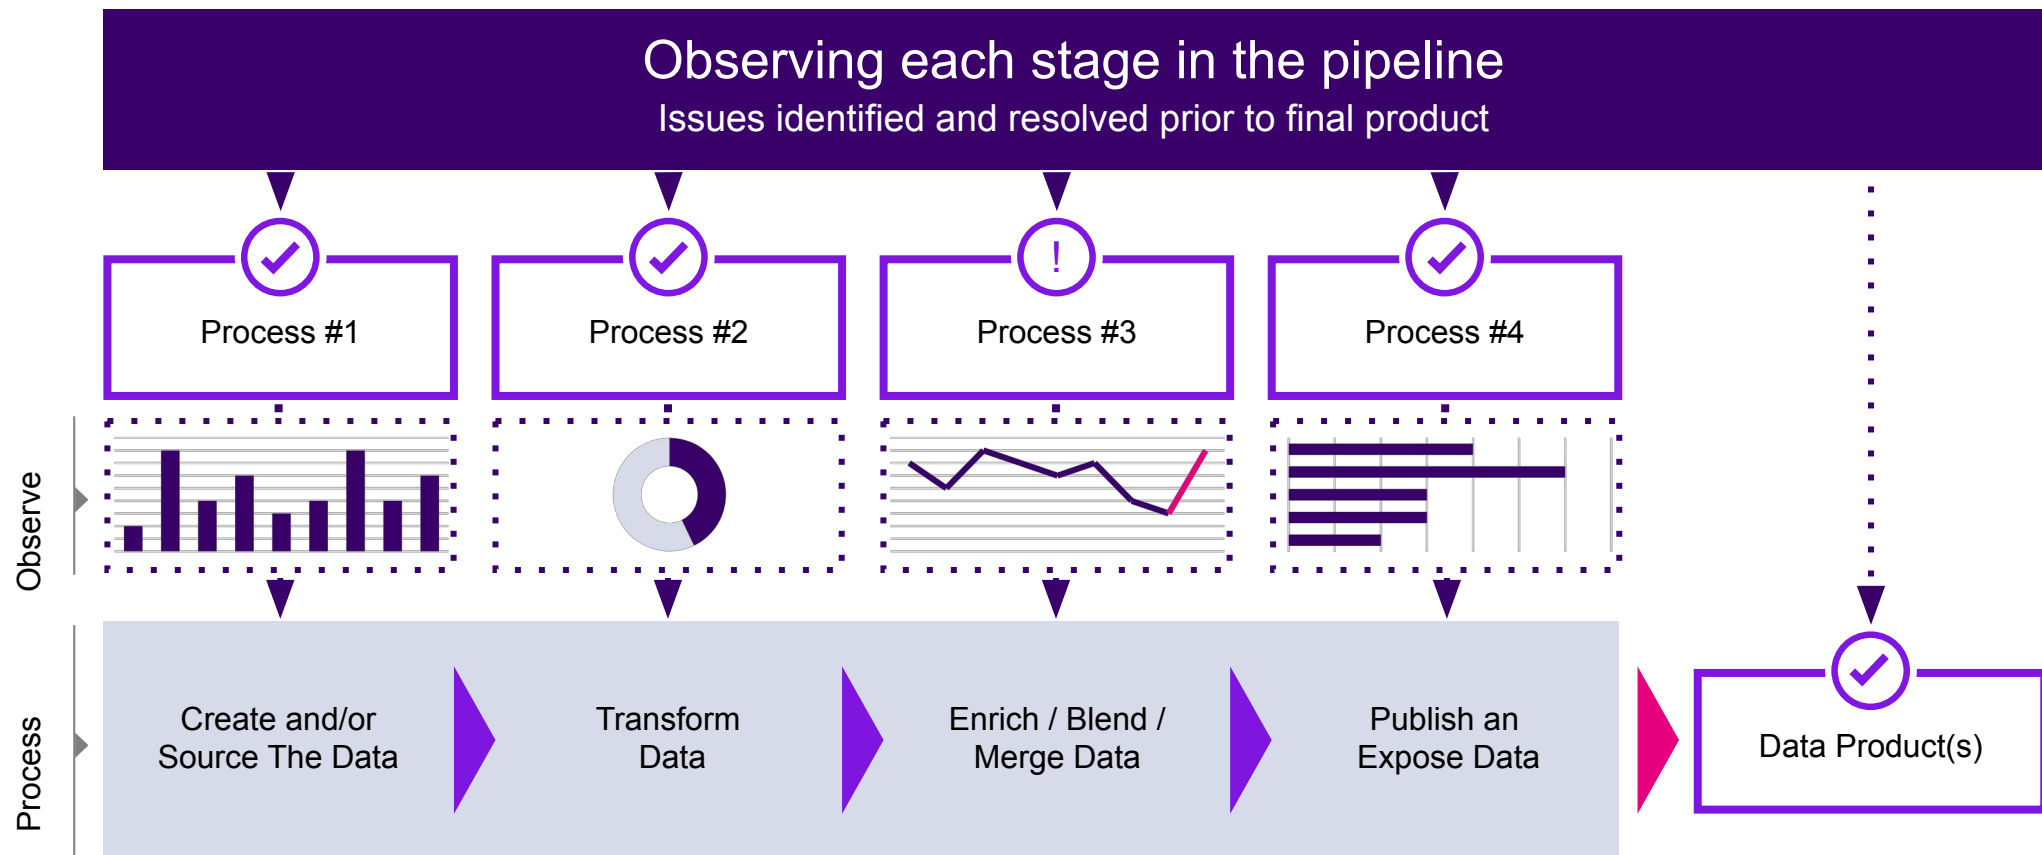 Observing each stage in the pipeline
Issues identified and resolved prior to final product
!
Process #1
Process #2
Process #3
Process #4
Observe
Process
Create and/or
Source The Data
Transform
Data
Enrich / Blend /
Merge Data
Publish an
Expose Data
Data Product(s)